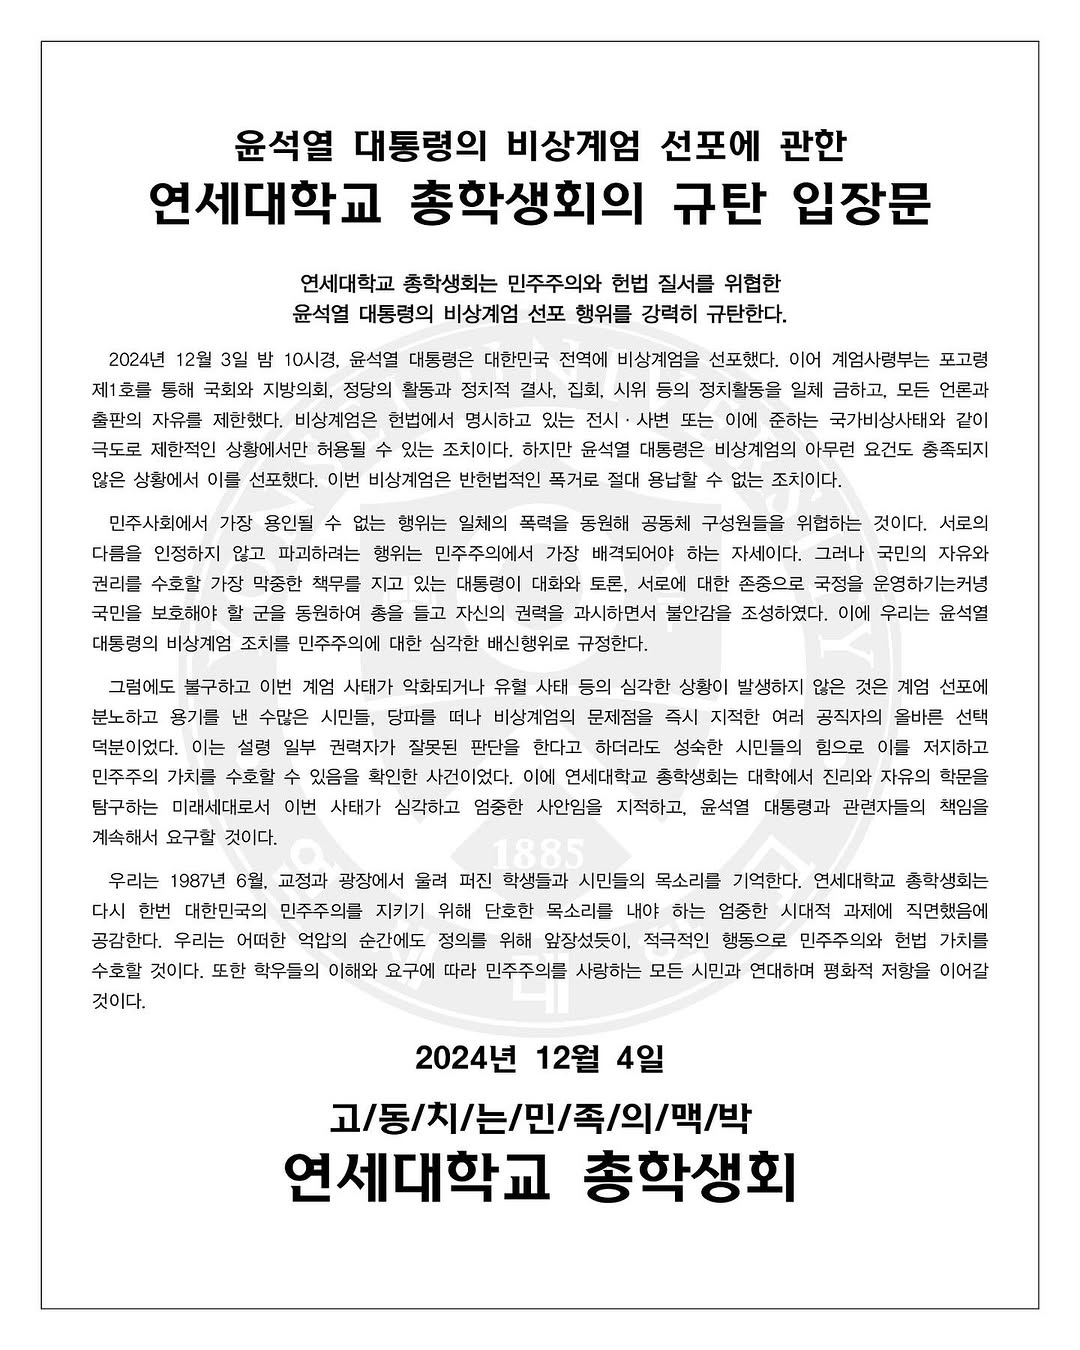 윤석열 대통령의 비상계엄 선포에 관한
연세대학교 총학생회의 규탄 입장문
연세대학교 총학생회는 민주주의와 헌법 질서를 위협한
윤석열 대통령의 비상계엄 선포 행위를 강력히 규탄한다.
2024년 12월 3일 밤 10시경, 윤석열 대통령은 대한민국 전역에 비상계엄을 선포했다. 이어 계엄사령부는 포고령
제1호를 통해 국회와 지방의회, 정당의 활동과 정치적 결사, 집회, 시위 등의 정치활동을 일체 금하고, 모든 언론과
출판의 자유를 제한했다. 비상계엄은 헌법에서 명시하고 있는 전시·사변 또는 이에 준하는 국가비상사태와 같이
극도로 제한적인 상황에서만 허용될 수 있는 조치이다. 하지만 윤석열 대통령은 비상계엄의 아무런 요건도 충족되지
않은 상황에서 이를 선포했다. 이번 비상계엄은 반헌법적인 폭거로 절대 용납할 수 없는 조치이다.
민주사회에서 가장 용인될 수 없는 행위는 일체의 폭력을 동원해 공동체 구성원들을 위협하는 것이다. 서로의
다름을 인정하지 않고 파괴하려는 행위는 민주주의에서 가장 배격되어야 하는 자세이다. 그러나 국민의 자유와
권리를 수호할 가장 막중한 책무를 지고 있는 대통령이 대화와 토론, 서로에 대한 존중으로 국정을 운영하기는커녕
국민을 보호해야 할 군을 동원하여 총을 들고 자신의 권력을 과시하면서 불안감을 조성하였다. 이에 우리는 윤석열
대통령의 비상계엄 조치를 민주주의에 대한 심각한 배신행위로 규정한다.
그럼에도 불구하고 이번 계엄 사태가 악화되거나 유혈 사태 등의 심각한 상황이 발생하지 않은 것은 계엄 선포에
분노하고 용기를 낸 수많은 시민들, 당파를 떠나 비상계엄의 문제점을 즉시 지적한 여러 공직자의 올바른 선택
덕분이었다. 이는 설령 일부 권력자가 잘못된 판단을 한다고 하더라도 성숙한 시민들의 힘으로 이를 저지하고
민주주의 가치를 수호할 수 있음을 확인한 사건이었다. 이에 연세대학교 총학생회는 대학에서 진리와 자유의 학문을
탐구하는 미래세대로서 이번 사태가 심각하고 엄중한 사안임을 지적하고, 윤석열 대통령과 관련자들의 책임을
계속해서 요구할 것이다.
1885
우리는 1987년 6월, 교정과 광장에서 울려 퍼진 학생들과 시민들의 목소리를 기억한다. 연세대학교 총학생회는
다시 한번 대한민국의 민주주의를 지키기 위해 단호한 목소리를 내야 하는 엄중한 시대적 과제에 직면했음에
공감한다. 우리는 어떠한 억압의 순간에도 정의를 위해 앞장섰듯이, 적극적인 행동으로 민주주의와 헌법 가치를
수호할 것이다. 또한 학우들의 이해와 요구에 따라 민주주의를 사랑하는 모든 시민과 연대하며 평화적 저항을 이어갈
것이다.
2024년 12월 4일
고/동/치/는/민/족/의/맥/박
연세대학교 총학생회